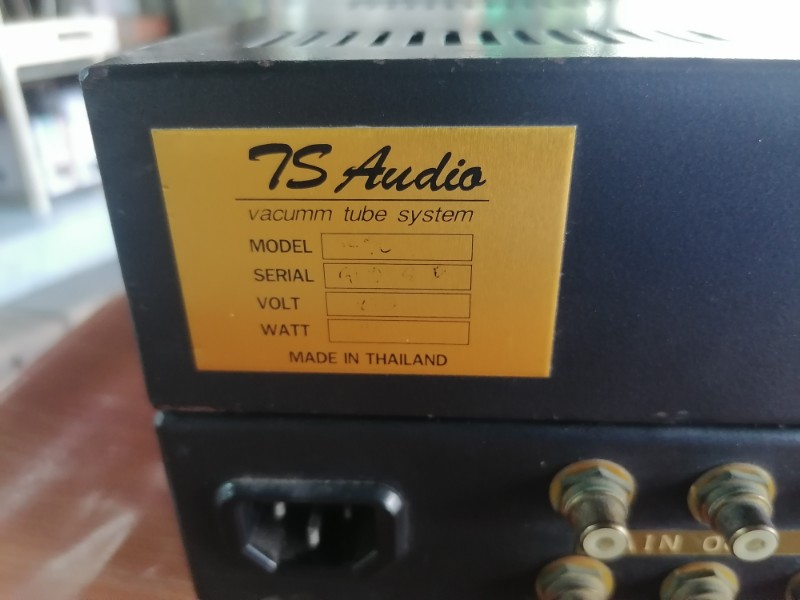 TS Audio
vacumm tube system
MODEL
SERIAL
VOLT
WATT
MADE IN THAILAND